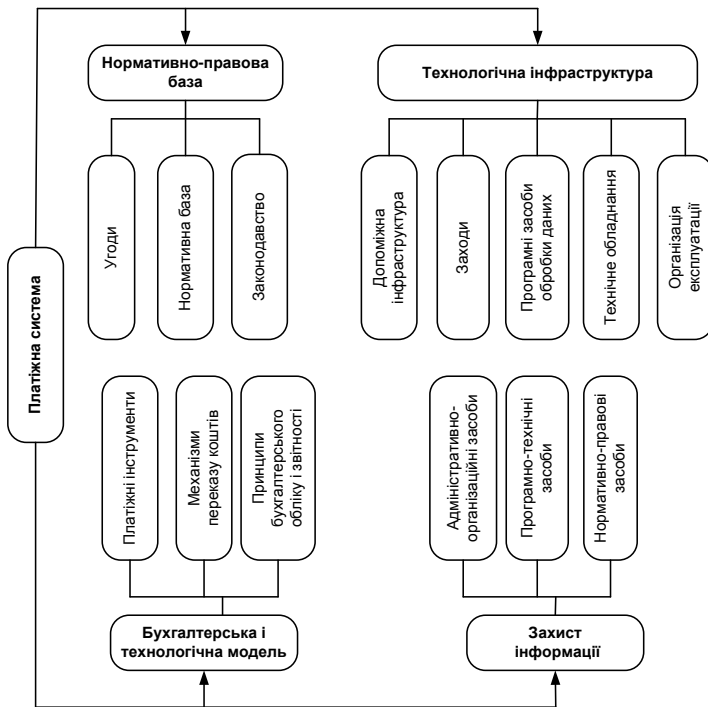 Нормативно-правова
база
Технологічна інфраструктура
Угоди
Нормативна база
Законодавство
Допоміжна
інфраструктура
Заходи
Програмні засоби
обробки даних
Технічне обладнання
Організація
експлуатації
Платіжна система
Платіжні інструменти
Механізми
переказу коштів
Принципи
бухгалтерського
обліку і звітності
Адміністративно-
організаційні засоби
Програмно-технічні
засоби
Нормативно-правові
засоби
Бухгалтерська і
технологічна модель
Захист
інформації